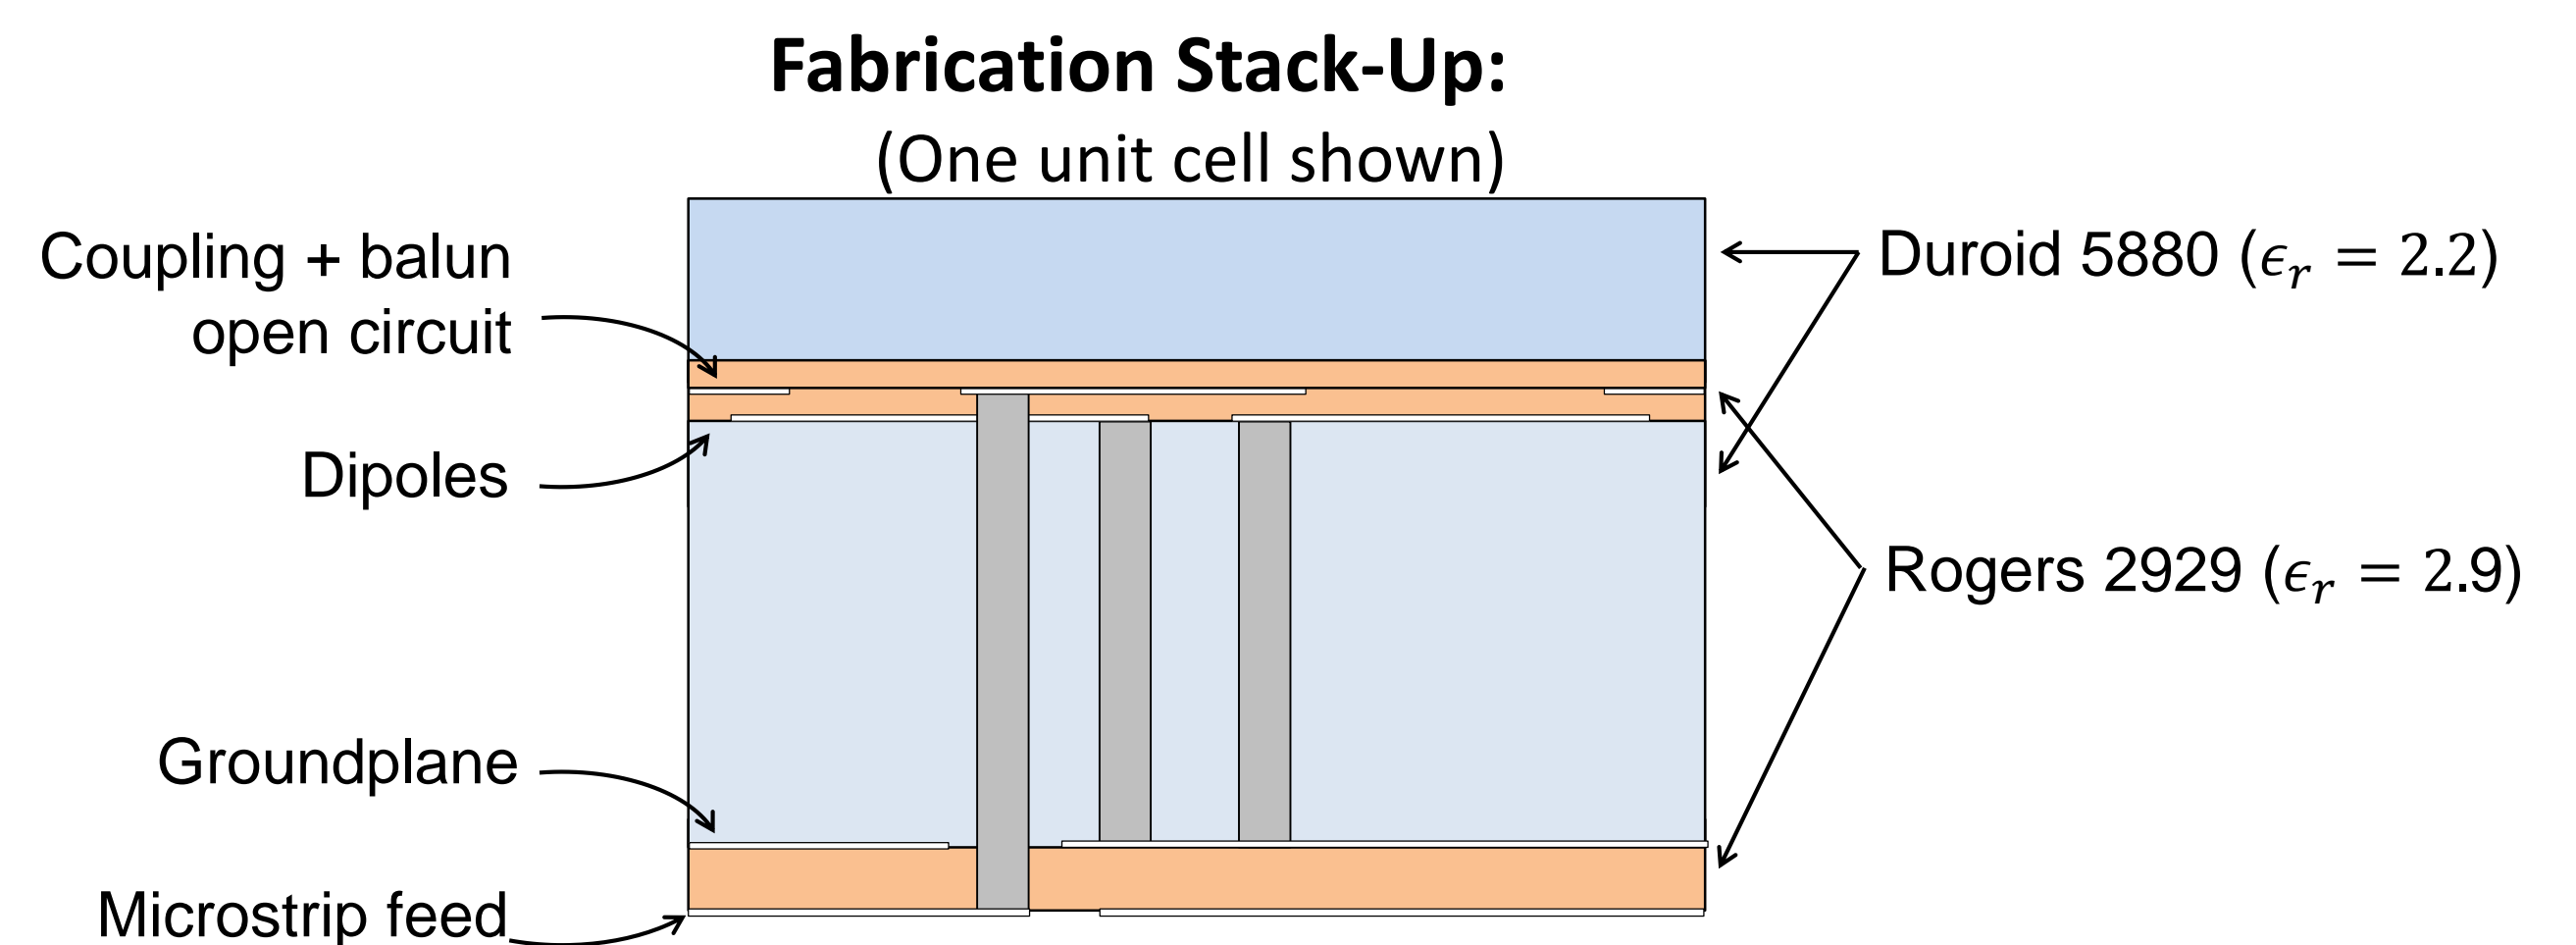 Fabrication Stack-Up:
(One unit cell shown)
Coupling + balun
open circuit
Dipoles
Groundplane
Microstrip feed
Duroid 5880 (𝜖𝑟 = 2.2)
Rogers 2929 (𝜖𝑟 = 2.9)